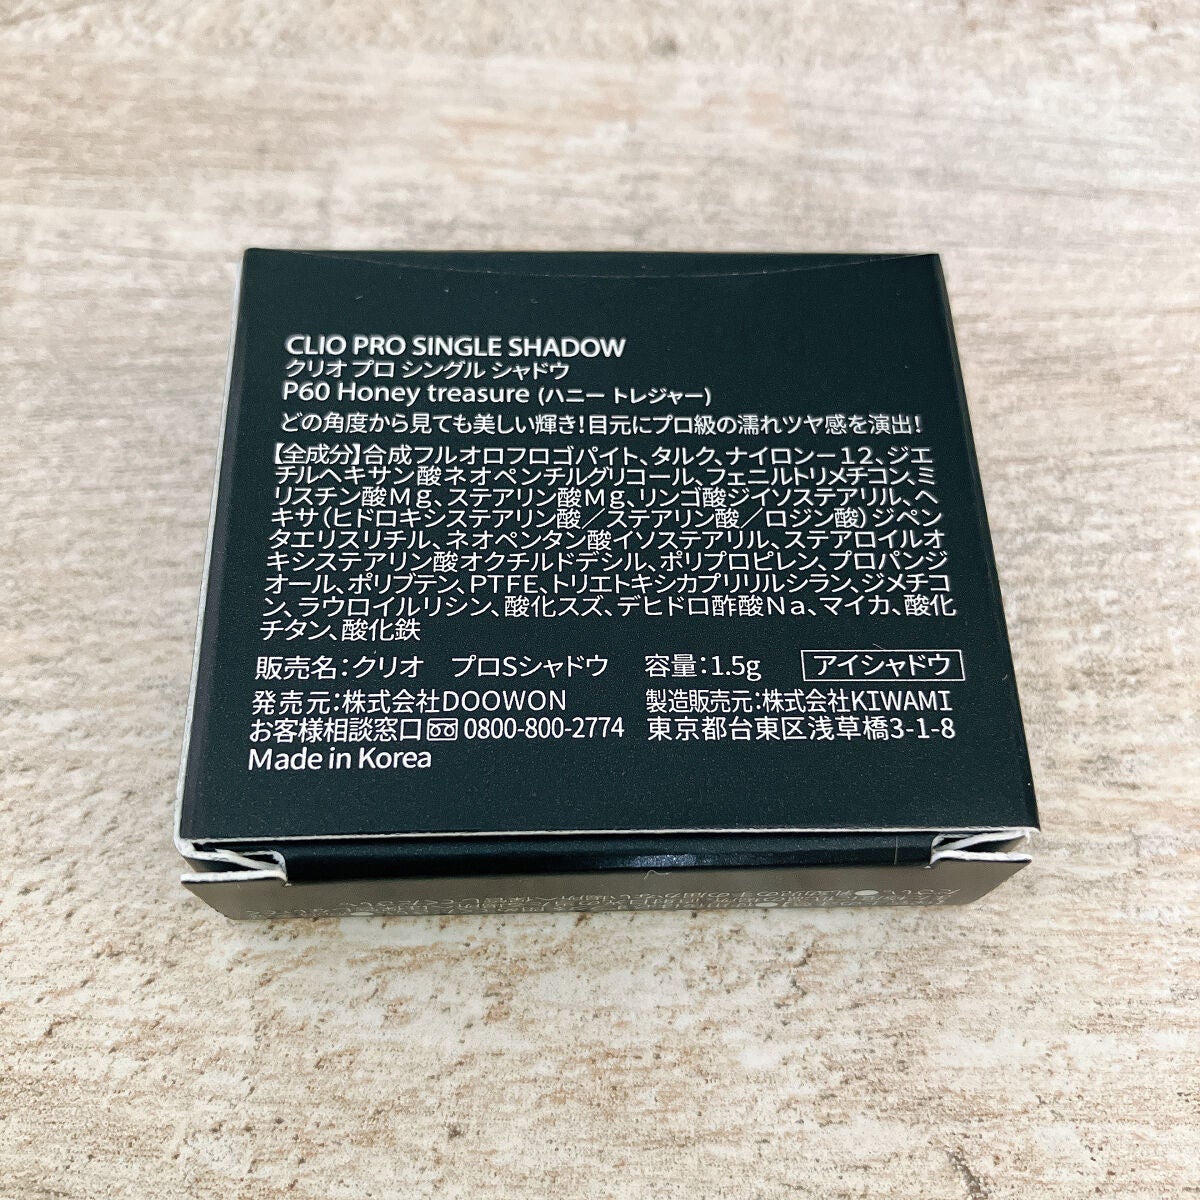 CLIO PRO SINGLE SHADOW
クリオ プロ シングル シャドウ
P60 Honey treasure (ハニー トレジャー)
どの角度から見ても美しい輝き!目元にプロ級の濡れツヤ感を演出!
【全成分】合成フルオロフロゴパイト、タルク、ナイロンー12、ジエ
チルヘキサン酸ネオペンチルグリコール、フェニルトリメチコン、ミ
リスチン酸Mg、ステアリン酸Mg、リンゴ酸ジイソステアリル、ヘ
キサ(ヒドロキシステアリン酸/ステアリン酸/ロジン酸)ジペン
タエリスリチル、ネオペンタン酸イソステアリル、ステアロイルオ
キシステアリン酸オクチルドデシル、ポリプロピレン、プロパンジ
オール、ポリブテン、PTFE、トリエトキシカプリリルシラン、ジメチコ
ン、ラウロイルリシン、酸化スズ、デヒドロ酢酸Na、マイカ、酸化
チタン、酸化鉄
販売名:クリオ プロSシャドウ 容量:1.5g アイシャドウ
発売元:株式会社DOOWON 製造販売元:株式会社KIWAMI
お客様相談窓口 0800-800-2774 東京都台東区浅草橋3-1-8
Made in Korea